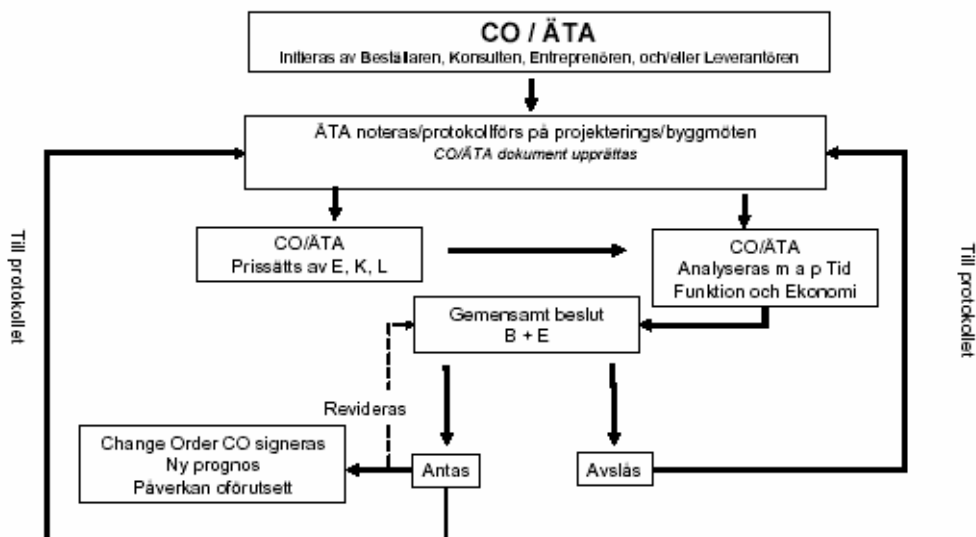 CO / ÄTA
Initieras av Beställaren, Konsulten, Entreprenören, och/eller Leverantören
ÄTA noteras/protokollförs på projekterings/byggmöten
CO/ÄTA dokument upprättas
Till protokollet
Till protokollet
CO/ÄTA
Prissätts av E, K, L
CO/ÄTA
Analyseras m a p Tid
Funktion och Ekonomi
Gemensamt beslut
B + E
Revideras
Change Order CO signeras
Ny prognos
Påverkan oförutsett
Antas
Avslås